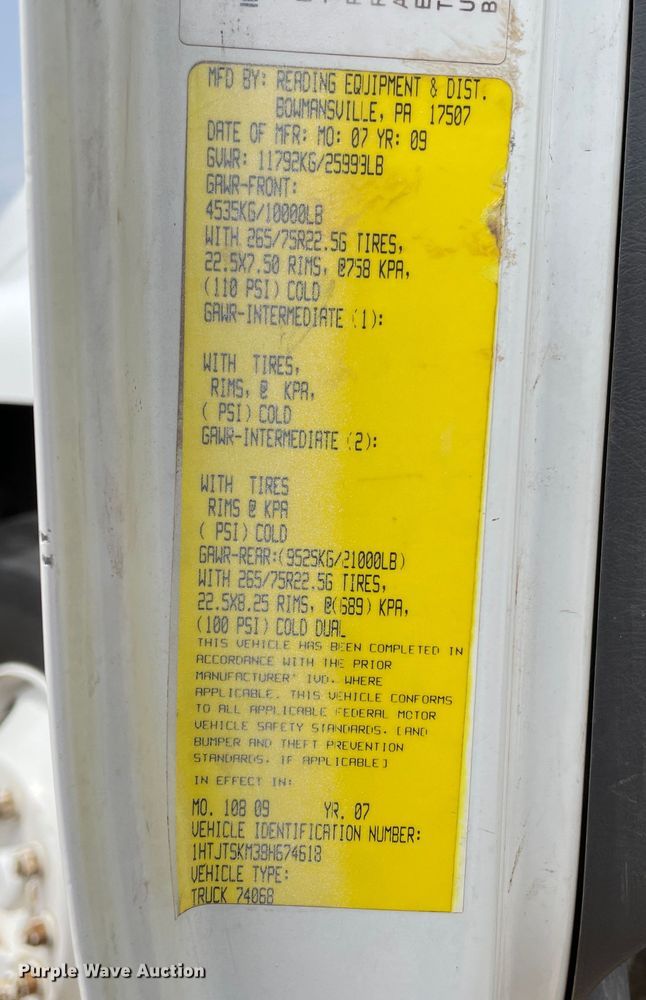 MFD BY: READING EQUIPMENT & DIST.
BOWMANSVILLE, PA 17507
DATE OF MFR: MO: 07 YR: 09
GVWR: 11792KG/25999LB
GAWR-FRONT:
4535KG/10000LB
WITH 265/75R22.5G TIRES,
22.5X7.50 RIMS, @758 KPA,
(110 PSI) COLD
GAWR-INTERMEDIATE (1):
WITH TIRES,
RIMS, @ KPA,
( PSI) COLD
GAWR-INTERMEDIATE (2):
WITH TIRES
RIMS @ KPA
( PSI) COLD
GAWR-REAR:(9525KG/21000LB)
WITH 265/75R22.5G TIRES,
22.5X8.25 RIMS, @(689) KPA,
(100 PSI) COLD DUAL
THIS VEHICLE HAS BEEN COMPLETED IN
ACCORDANCE WITH THE PRIOR
MANUFACTURER' IVD. WHERE
APPLICABLE. THIS VEHICLE CONFORMS
TO ALL APPLICABLE FEDERAL MOTOR
VEHICLE SAFETY STANDARDS. [AND
BUMPER AND THEFT PREVENTION
STANDARDS. IF APPLICABLE]
IN EFFECT IN:
MO. 108 09 YR. 07
VEHICLE IDENTIFICATION NUMBER:
1HTJTSKM39H674618
VEHICLE TYPE:
TRUCK 74068
Purple Wave Auction